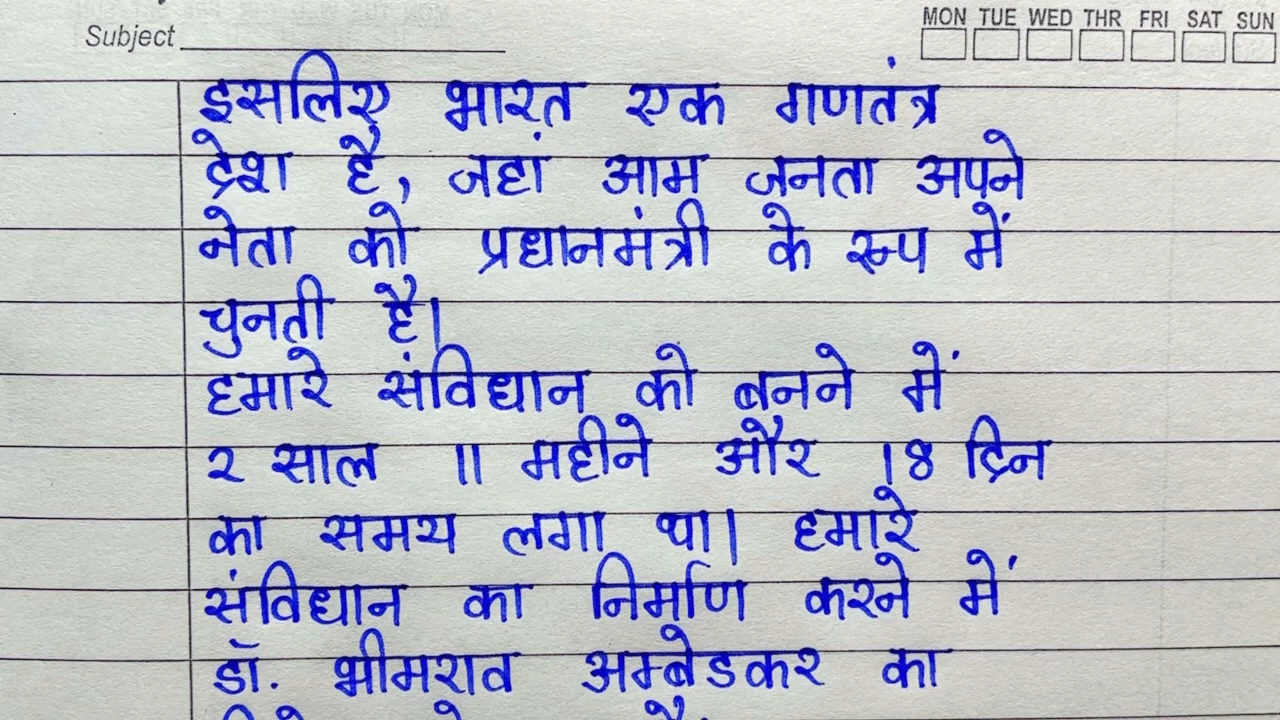 Subject
MON TUE WED THR FRI SAT SUN
इसलिए भारत एक गणतंत्र
देश है, जहां आम जनता अपने
नेता को प्रधानमंत्री के रूप में
चुनती है।
हमारे संविधान को बनने में
2 साल 11 महीने और 18 दिन
का समय लगा था। हमारे
संविधान का निर्माण करने में
डॉ. भीमराव अम्बेडकर का